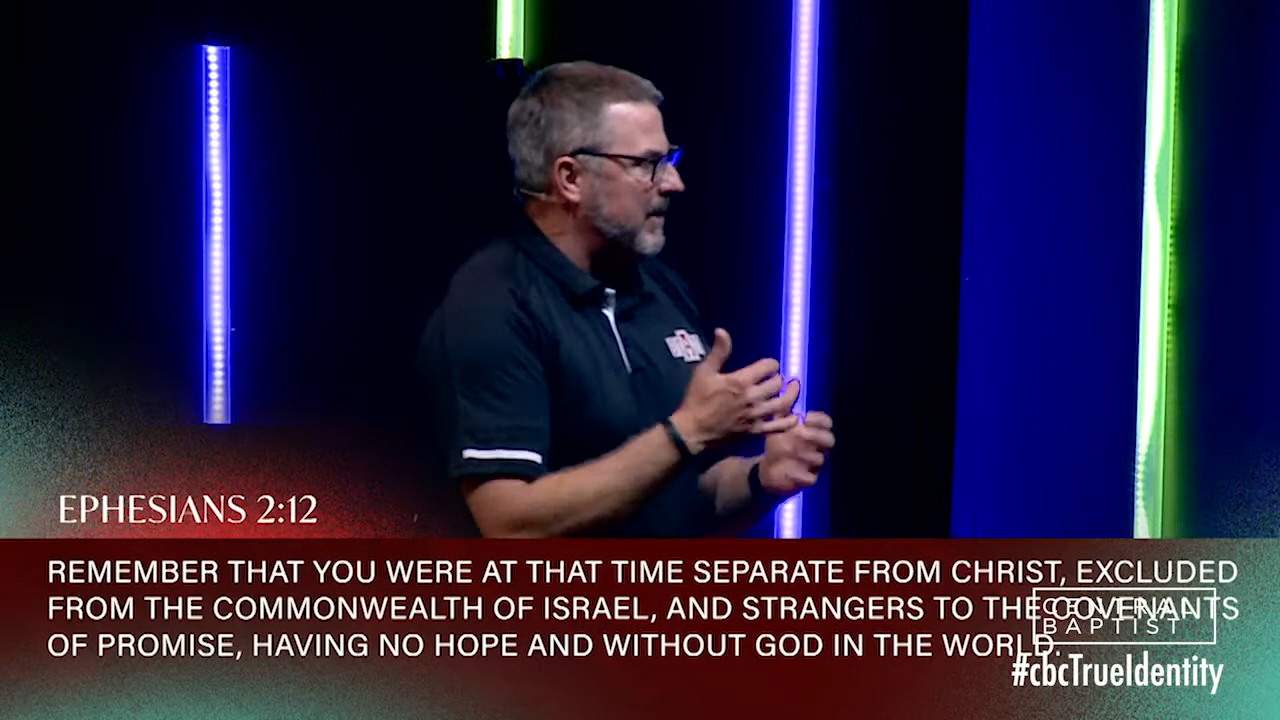 EPHESIANS 2:12
REMEMBER THAT YOU WERE AT THAT TIME SEPARATE FROM CHRIST, EXCLUDED
FROM THE COMMONWEALTH OF ISRAEL, AND STRANGERS TO THE COVENANTS
OF PROMISE, HAVING NO HOPE AND WITHOUT GOD IN THE WORLD.
CENTRAL
BAPTIST
#cbcTrueIdentity